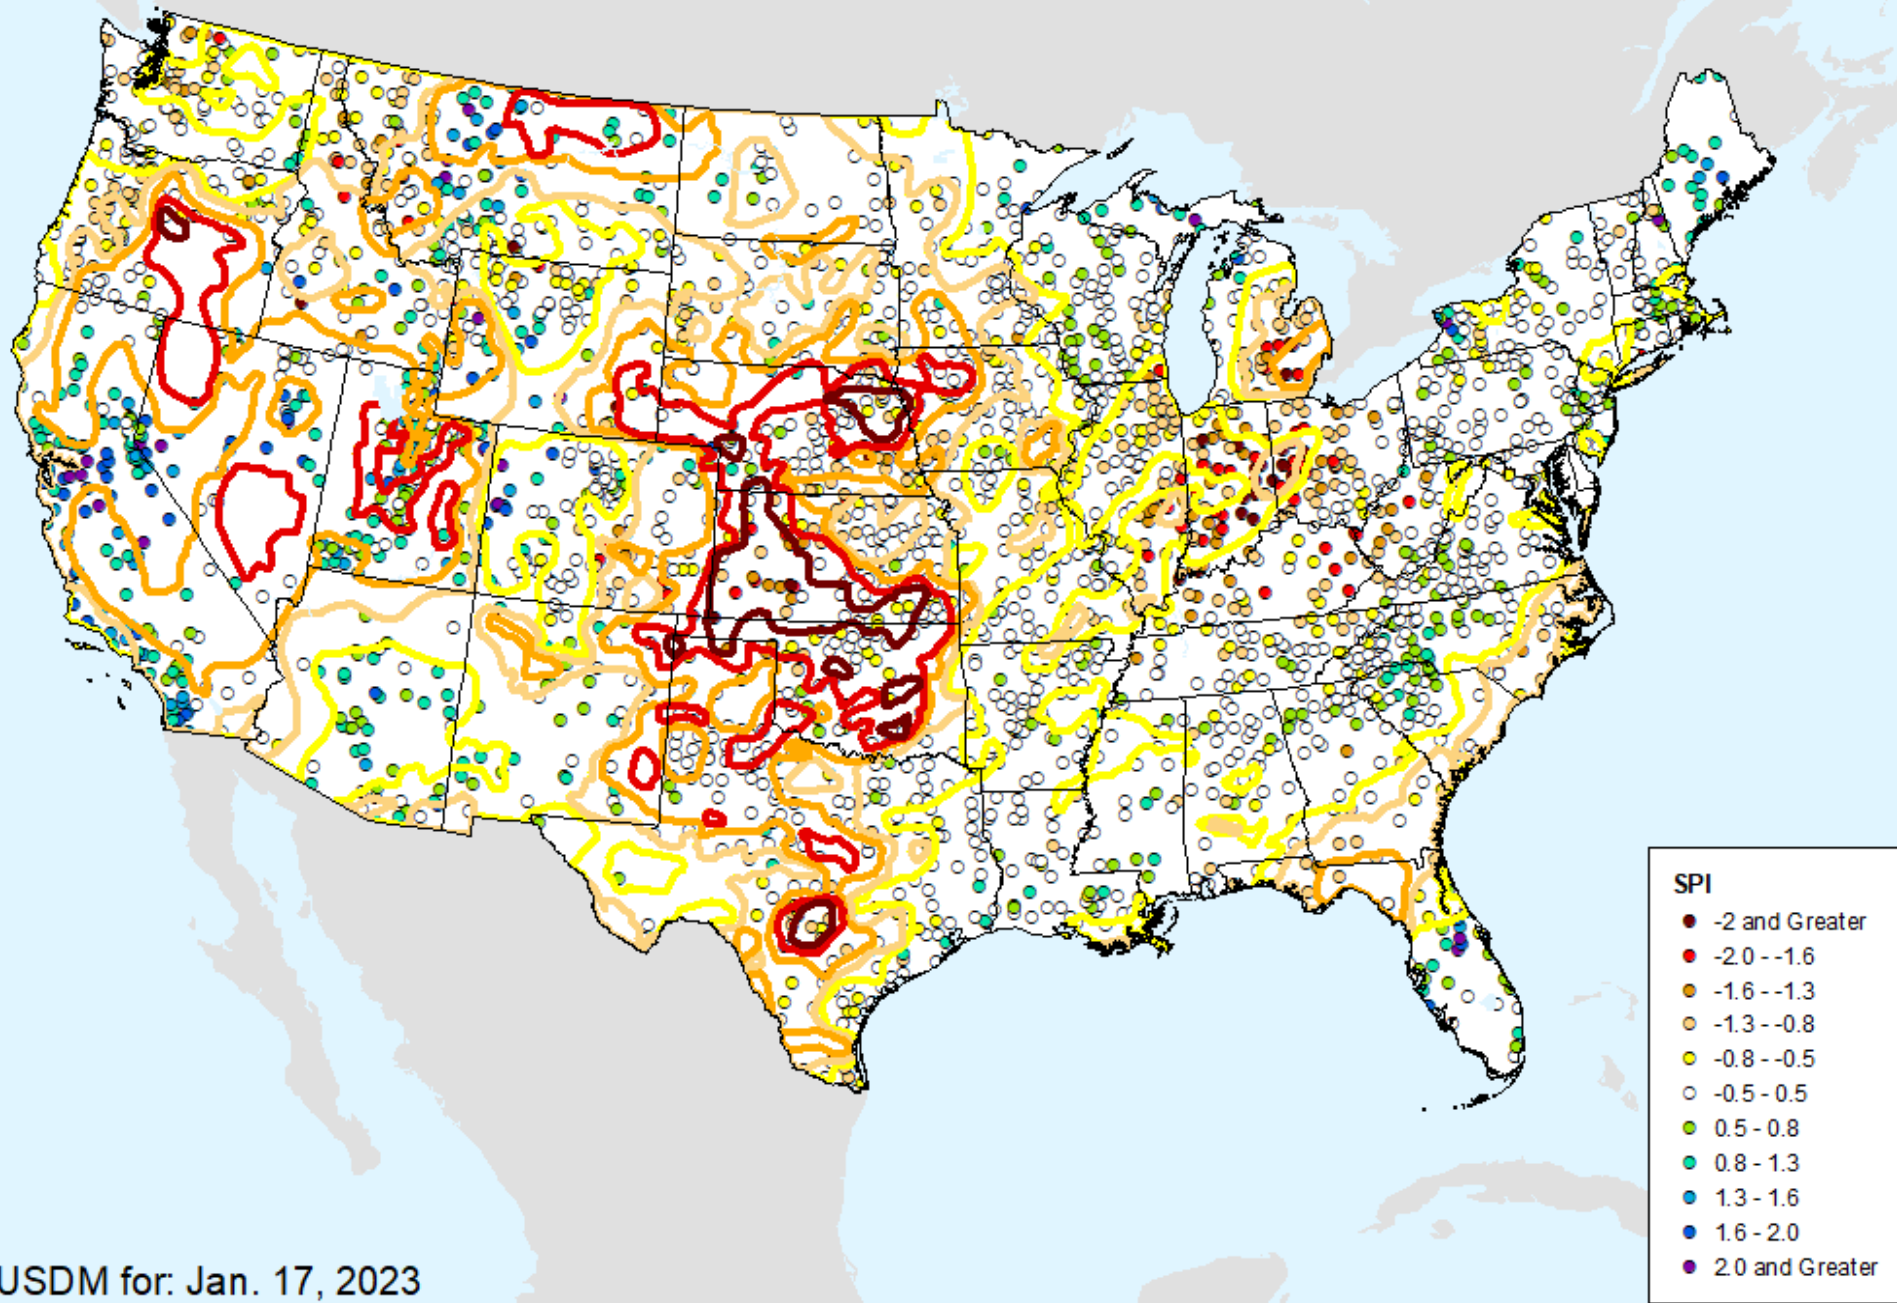 SPI
-2 and Greater
-2.0 - -1.6
-1.6 - -1.3
-1.3 - -0.8
-0.8 - -0.5
-0.5 - 0.5
0.5 - 0.8
0.8 - 1.3
1.3 - 1.6
1.6 - 2.0
2.0 and Greater
USDM for: Jan. 17, 2023